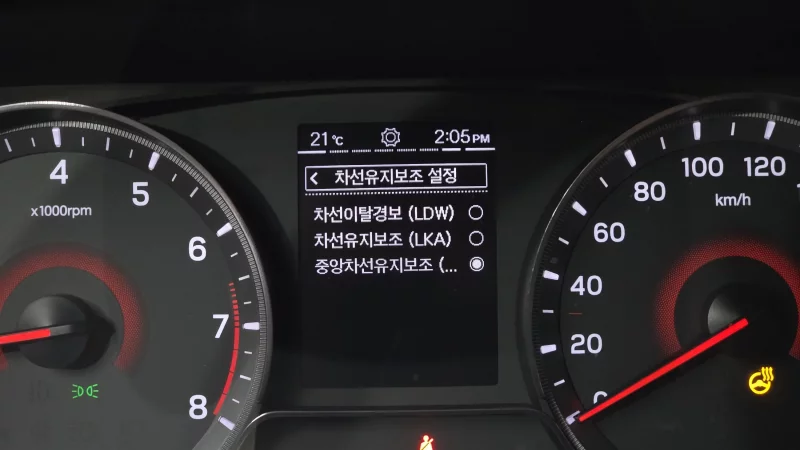 21°C 2:05PM
< 차선유지보조 설정
차선이탈경보 (LDW)
차선유지보조 (LKA)
중앙차선유지보조 (...
4
5
6
7
8
x1000rpm
0
20
40
60
80
100
120
km/h